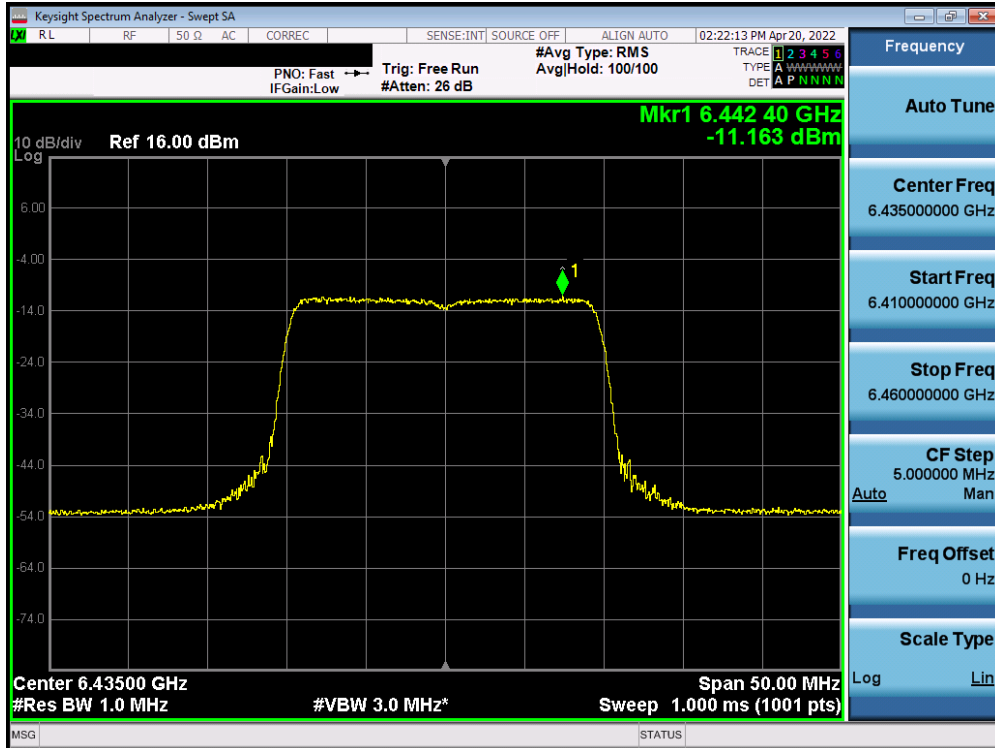 Keysight Spectrum Analyzer - Swept SA
LXI RL RF 50 Ω AC CORREC SENSE:INT SOURCE OFF ALIGN AUTO 02:22:13 PM Apr 20, 2022
PNO: Fast
IFGain:Low
Trig: Free Run
#Atten: 26 dB
#Avg Type: RMS
Avg|Hold: 100/100
TRACE 1 2 3 4 5 6
TYPE A WWWWW
DET A P N N N N
Mkr1 6.442 40 GHz
-11.163 dBm
10 dB/div Ref 16.00 dBm
Log
6.00
-4.00
1
-14.0
-24.0
-34.0
-44.0
-54.0
-64.0
-74.0
Center 6.43500 GHz Span 50.00 MHz
#Res BW 1.0 MHz #VBW 3.0 MHz* Sweep 1.000 ms (1001 pts)
MSG STATUS
Frequency
Auto Tune
Center Freq
6.435000000 GHz
Start Freq
6.410000000 GHz
Stop Freq
6.460000000 GHz
CF Step
5.000000 MHz
Auto Man
Freq Offset
0 Hz
Scale Type
Log Lin